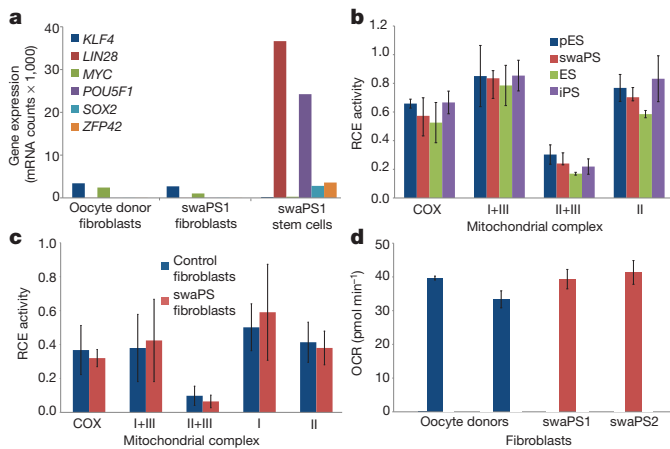 a
Gene expression
(mRNA counts × 1,000)
40
30
20
10
0
KLF4
LIN28
MYC
POU5F1
SOX2
ZFP42
Oocyte donor
fibroblasts
swaPS1
fibroblasts
swaPS1
stem cells
b
RCE activity
1.2
1.0
0.8
0.6
0.4
0.2
0.0
pES
swaPS
ES
iPS
COX
I+III
II+III
II
Mitochondrial complex
c
RCE activity
1.0
0.8
0.6
0.4
0.2
0.0
Control
fibroblasts
swaPS
fibroblasts
COX
I+III
II+III
I
II
Mitochondrial complex
d
OCR (pmol min⁻¹)
50
40
30
20
10
0
Oocyte donors
swaPS1
swaPS2
Fibroblasts